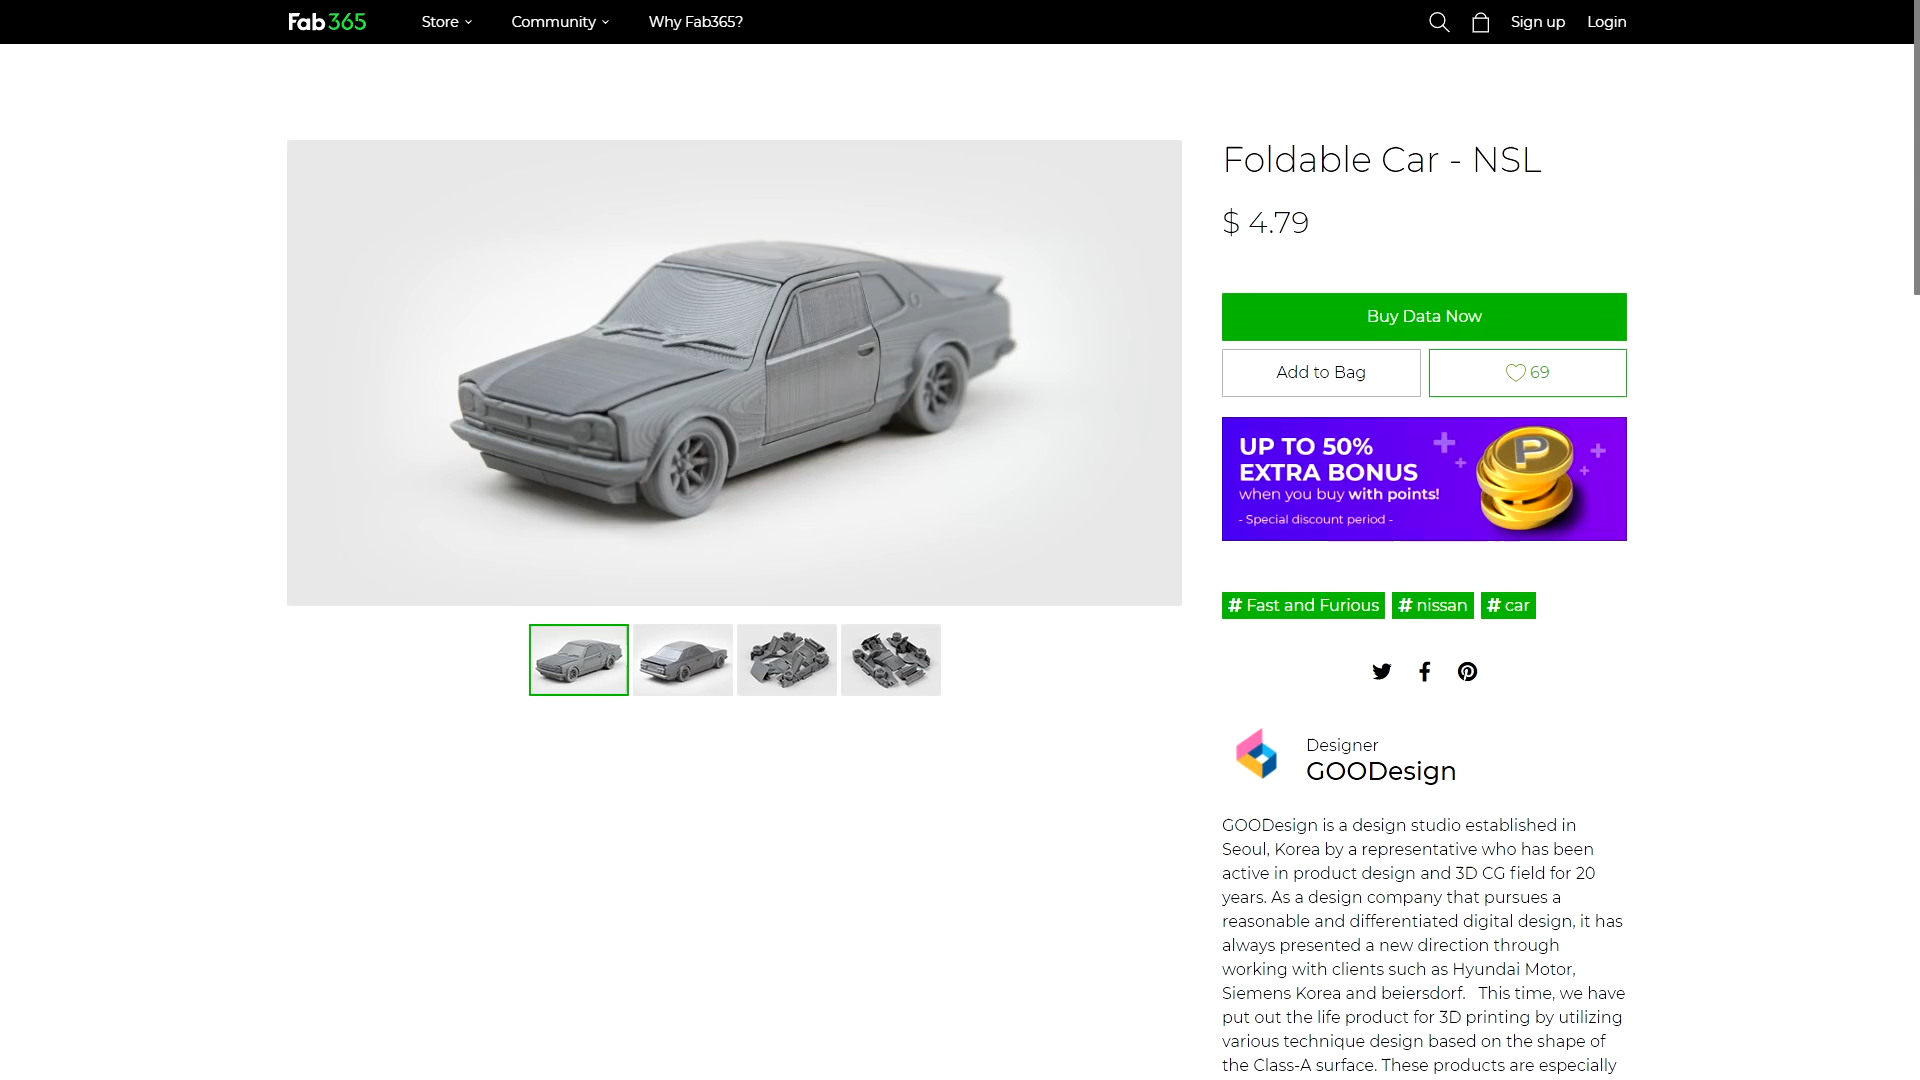 Fab365
Store
Community
Why Fab365?
Sign up
Login
Foldable Car - NSL
$ 4.79
Buy Data Now
Add to Bag
69
UP TO 50%
EXTRA BONUS
when you buy with points!
- Special discount period -
P
# Fast and Furious
# nissan
# car
Designer
GOODesign
GOODesign is a design studio established in
Seoul, Korea by a representative who has been
active in product design and 3D CG field for 20
years. As a design company that pursues a
reasonable and differentiated digital design, it has
always presented a new direction through
working with clients such as Hyundai Motor,
Siemens Korea and beiersdorf.   This time, we have
put out the life product for 3D printing by utilizing
various technique design based on the shape of
the Class-A surface. These products are especially